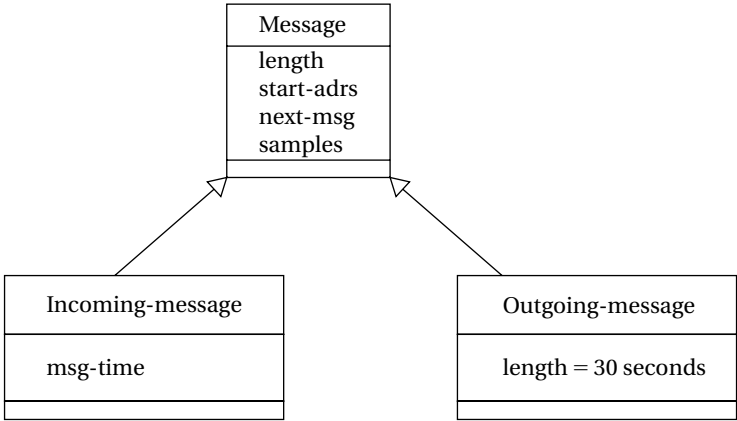 Message
length
start-adrs
next-msg
samples
Incoming-message
msg-time
Outgoing-message
length = 30 seconds